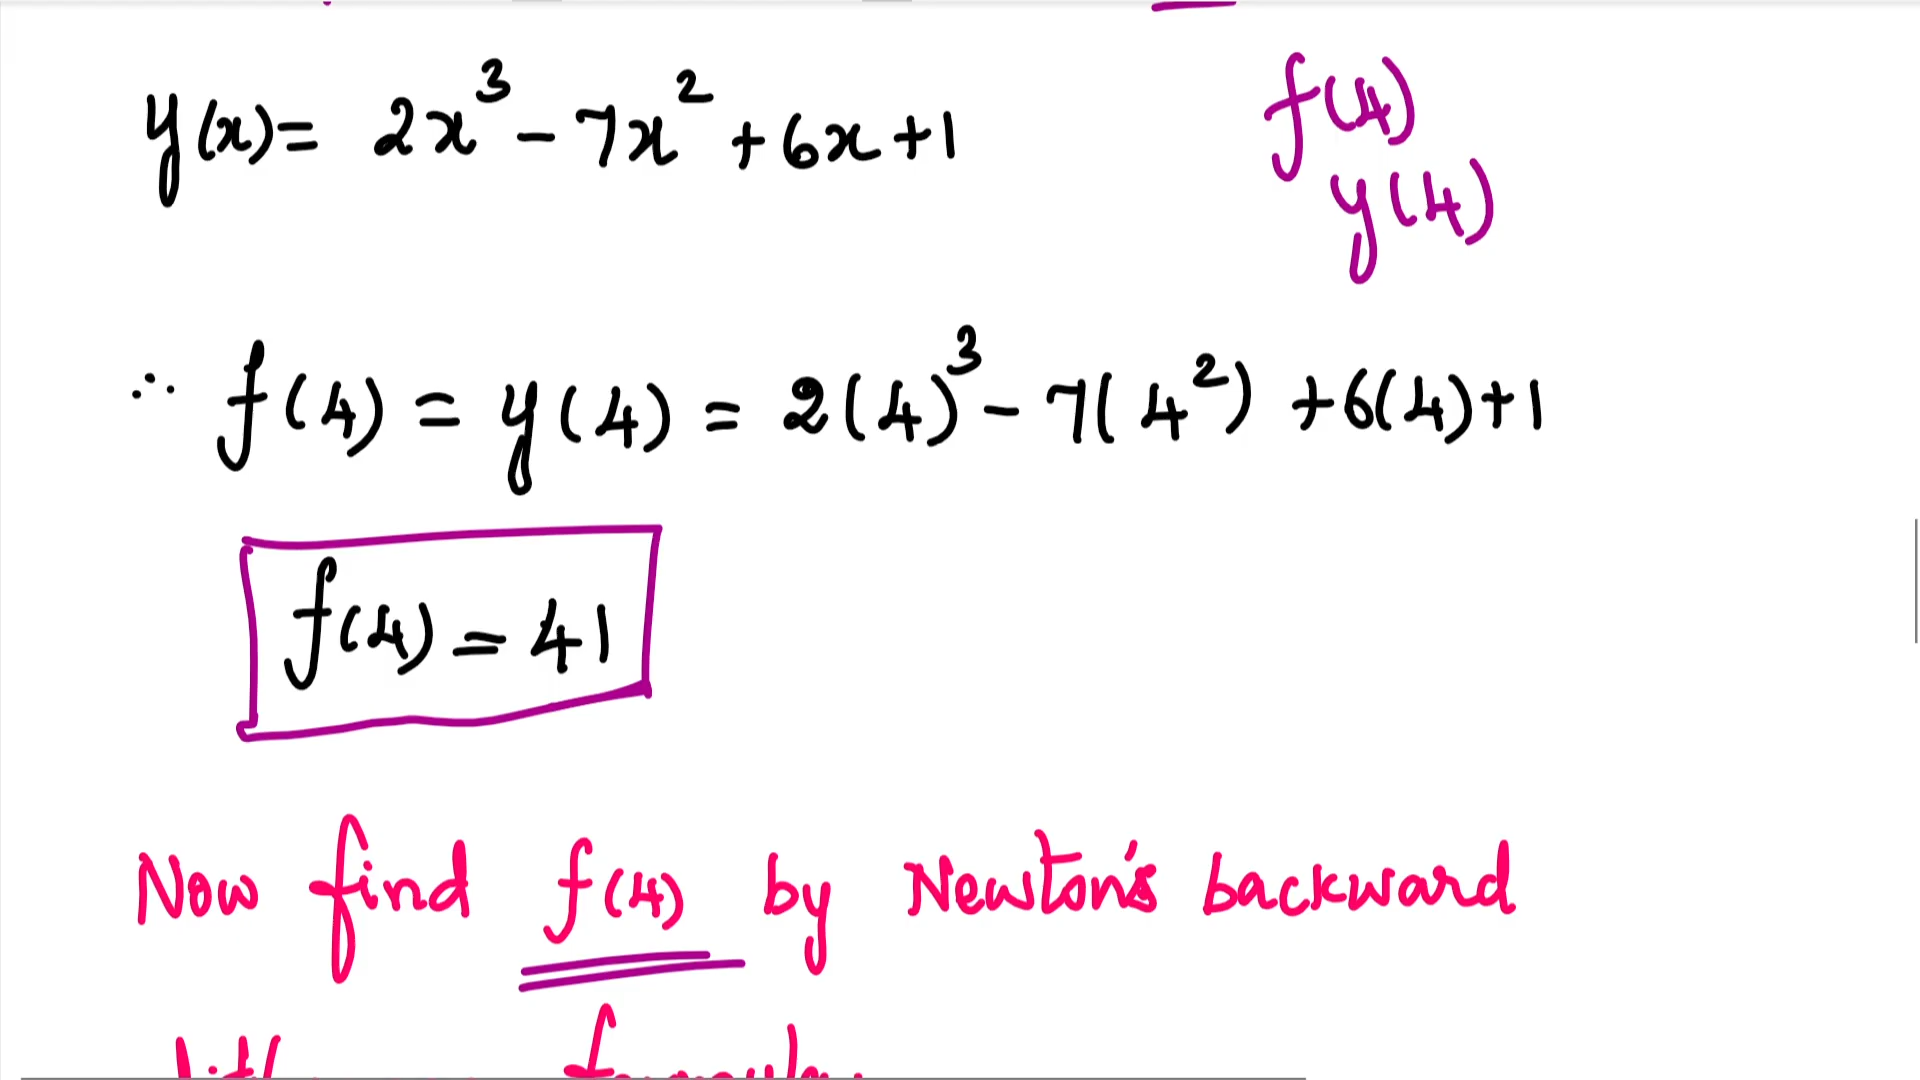 y(x) = 2x³ - 7x² + 6x + 1
f(4)
y(4)
∴ f(4) = y(4) = 2(4)³ - 7(4²) + 6(4) + 1
f(4) = 41
Now find f(4) by Newton's backward